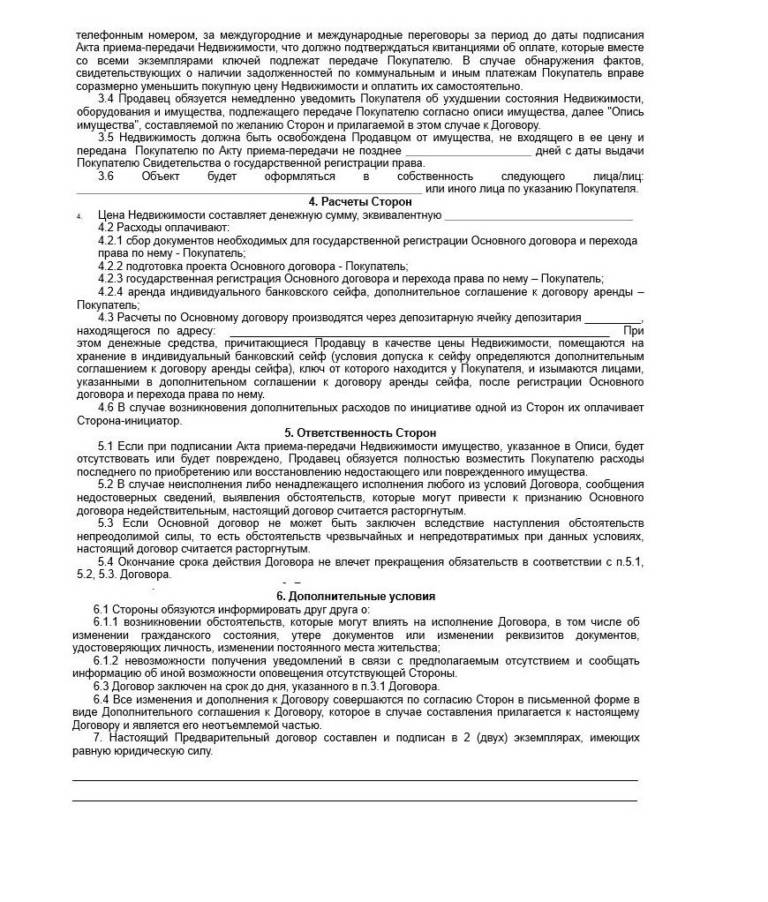 телефонным номером, за междугородние и международные переговоры за период до даты подписания
Акта приема-передачи Недвижимости, что должно подтверждаться квитанциями об оплате, которые вместе
со всеми экземплярами ключей подлежат передаче Покупателю. В случае обнаружения фактов,
свидетельствующих о наличии задолженностей по коммунальным и иным платежам Покупатель вправе
соразмерно уменьшить покупную цену Недвижимости и оплатить их самостоятельно.
3.4 Продавец обязуется немедленно уведомить Покупателя об ухудшении состояния Недвижимости,
оборудования и имущества, подлежащего передаче Покупателю согласно описи имущества, далее "Опись
имущества", составляемой по желанию Сторон и прилагаемой в этом случае к Договору.
3.5 Недвижимость должна быть освобождена Продавцом от имущества, не входящего в ее цену и
передана Покупателю по Акту приема-передачи не позднее ____________________ дней с даты выдачи
Покупателю Свидетельства о государственной регистрации права.
3.6 Объект будет оформляться в собственность следующего лица/лиц:
______________________________________________________ или иного лица по указанию Покупателя.
4. Расчеты Сторон
4. Цена Недвижимости составляет денежную сумму, эквивалентную ______________________________
4.2 Расходы оплачивают:
4.2.1 сбор документов необходимых для государственной регистрации Основного договора и перехода
права по нему - Покупатель;
4.2.2 подготовка проекта Основного договора - Покупатель;
4.2.3 государственная регистрация Основного договора и перехода права по нему – Покупатель;
4.2.4 аренда индивидуального банковского сейфа, дополнительное соглашение к договору аренды –
Покупатель;
4.3 Расчеты по Основному договору производятся через депозитарную ячейку депозитария _________,
находящегося по адресу: ____________________________________________________________ При
этом денежные средства, причитающиеся Продавцу в качестве цены Недвижимости, помещаются на
хранение в индивидуальный банковский сейф (условия допуска к сейфу определяются дополнительным
соглашением к договору аренды сейфа), ключ от которого находится у Покупателя, и изымаются лицами,
указанными в дополнительном соглашении к договору аренды сейфа, после регистрации Основного
договора и перехода права по нему.
4.6 В случае возникновения дополнительных расходов по инициативе одной из Сторон их оплачивает
Сторона-инициатор.
5. Ответственность Сторон
5.1 Если при подписании Акта приема-передачи Недвижимости имущество, указанное в Описи, будет
отсутствовать или будет повреждено, Продавец обязуется полностью возместить Покупателю расходы
последнего по приобретению или восстановлению недостающего или поврежденного имущества.
5.2 В случае неисполнения либо ненадлежащего исполнения любого из условий Договора, сообщения
недостоверных сведений, выявления обстоятельств, которые могут привести к признанию Основного
договора недействительным, настоящий договор считается расторгнутым.
5.3 Если Основной договор не может быть заключен вследствие наступления обстоятельств
непреодолимой силы, то есть обстоятельств чрезвычайных и непредотвратимых при данных условиях,
настоящий договор считается расторгнутым.
5.4 Окончание срока действия Договора не влечет прекращения обязательств в соответствии с п.5.1,
5.2, 5.3. Договора.
6. Дополнительные условия
6.1 Стороны обязуются информировать друг друга о:
6.1.1 возникновении обстоятельств, которые могут влиять на исполнение Договора, в том числе об
изменении гражданского состояния, утере документов или изменении реквизитов документов,
удостоверяющих личность, изменении постоянного места жительства;
6.1.2 невозможности получения уведомлений в связи с предполагаемым отсутствием и сообщать
информацию об иной возможности оповещения отсутствующей Стороны.
6.3 Договор заключен на срок до дня, указанного в п.3.1 Договора.
6.4 Все изменения и дополнения к Договору совершаются по согласию Сторон в письменной форме в
виде Дополнительного соглашения к Договору, которое в случае составления прилагается к настоящему
Договору и является его неотъемлемой частью.
7. Настоящий Предварительный договор составлен и подписан в 2 (двух) экземплярах, имеющих
равную юридическую силу.